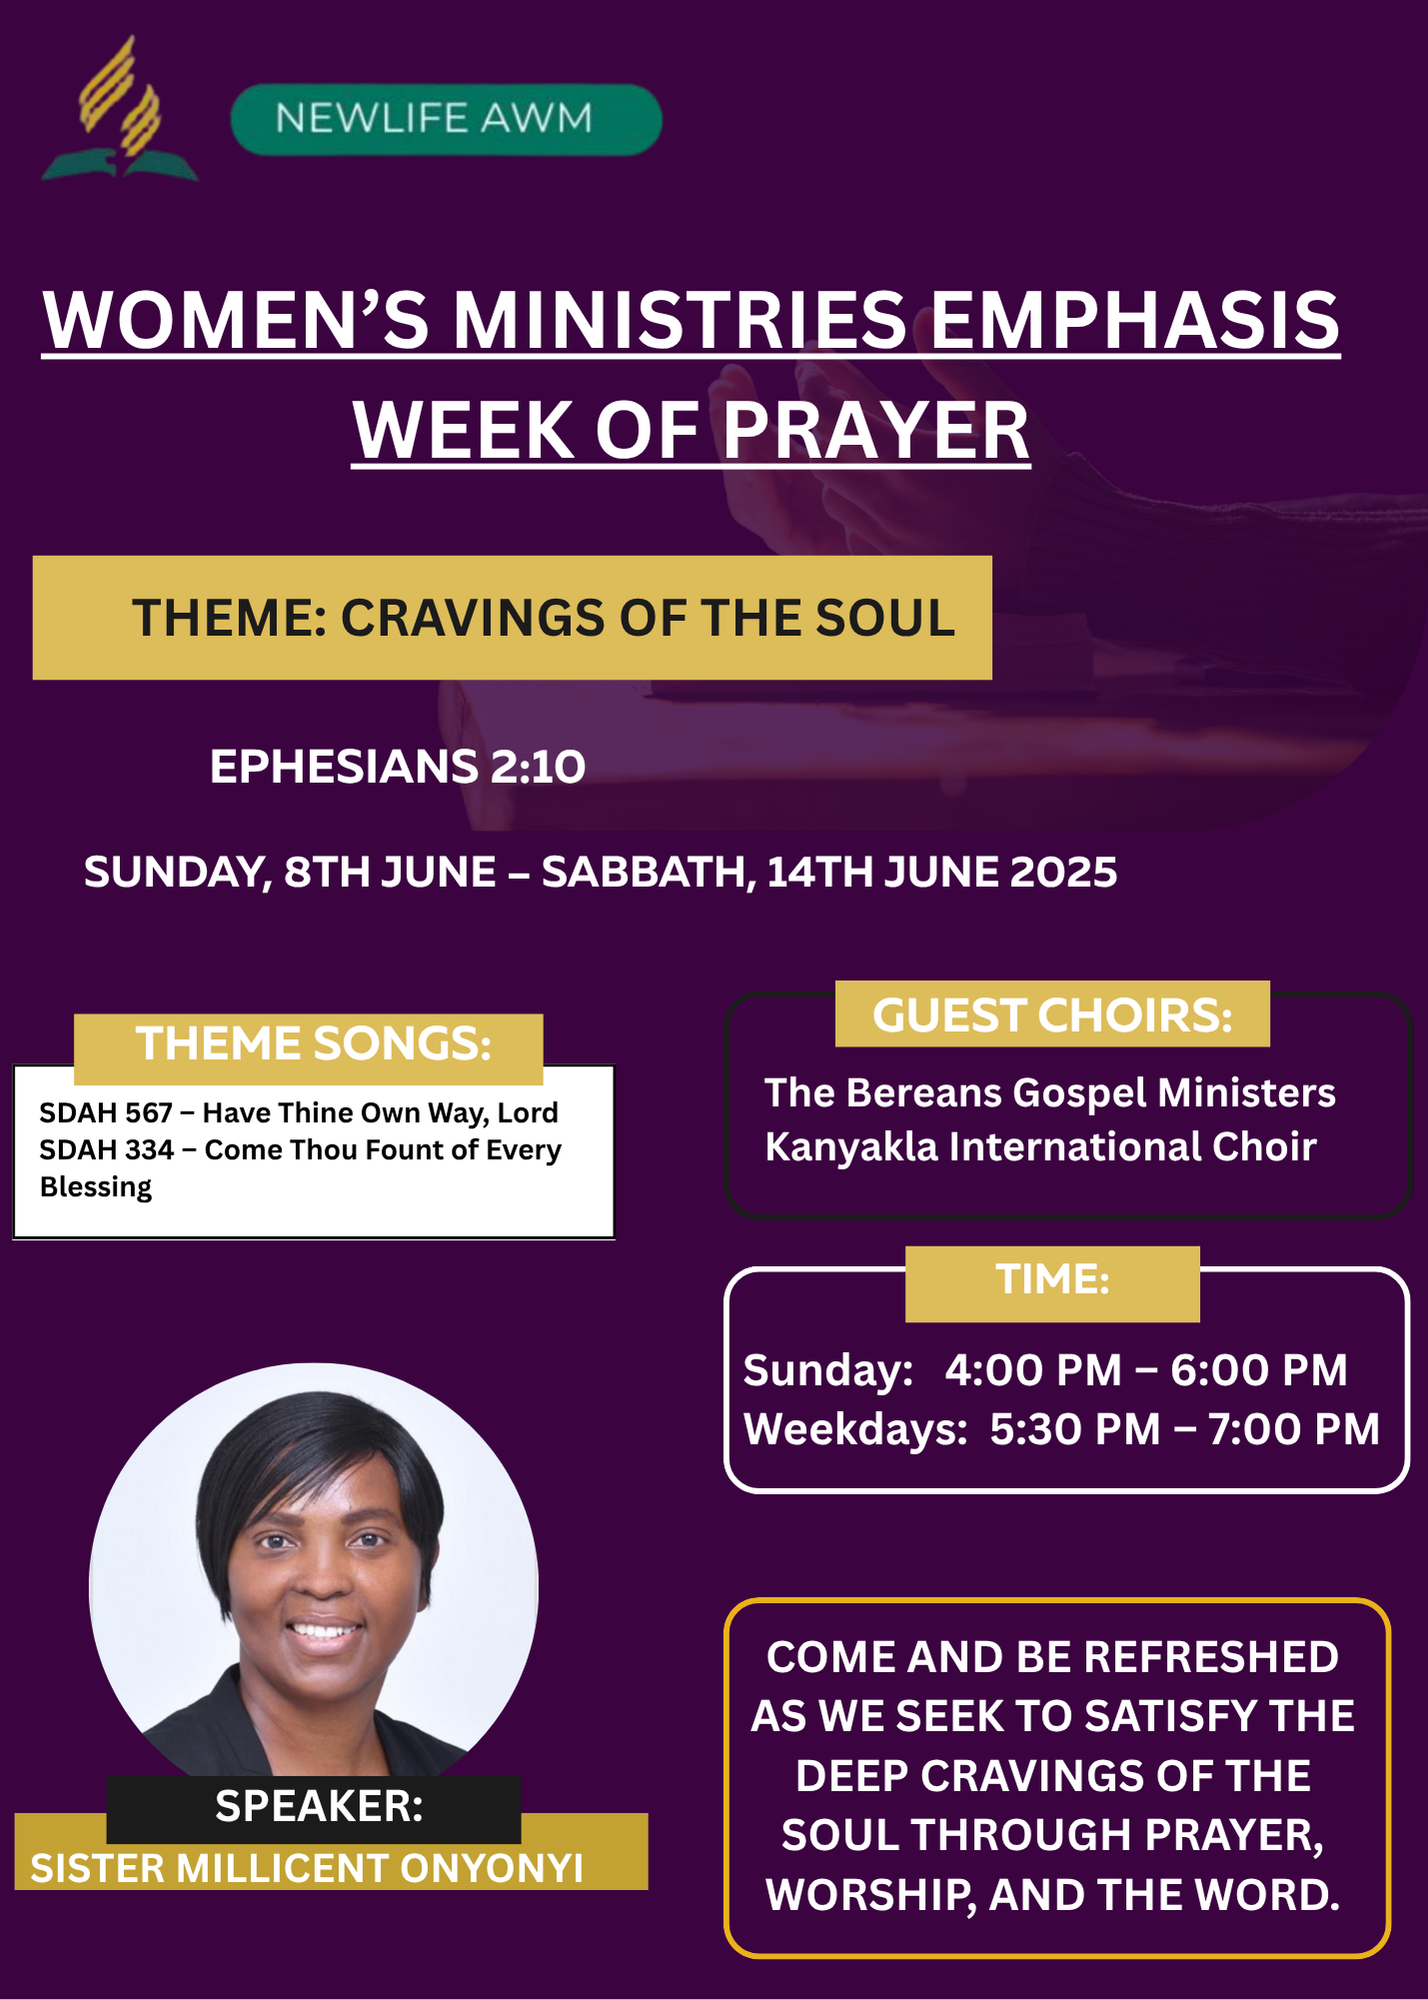 NEWLIFE AWM
WOMEN’S MINISTRIES EMPHASIS
WEEK OF PRAYER
THEME: CRAVINGS OF THE SOUL
EPHESIANS 2:10
SUNDAY, 8TH JUNE – SABBATH, 14TH JUNE 2025
THEME SONGS:
SDAH 567 – Have Thine Own Way, Lord
SDAH 334 – Come Thou Fount of Every
Blessing
GUEST CHOIRS:
The Bereans Gospel Ministers
Kanyakla International Choir
TIME:
Sunday: 4:00 PM – 6:00 PM
Weekdays: 5:30 PM – 7:00 PM
SPEAKER:
SISTER MILLICENT ONYONYI
COME AND BE REFRESHED
AS WE SEEK TO SATISFY THE
DEEP CRAVINGS OF THE
SOUL THROUGH PRAYER,
WORSHIP, AND THE WORD.